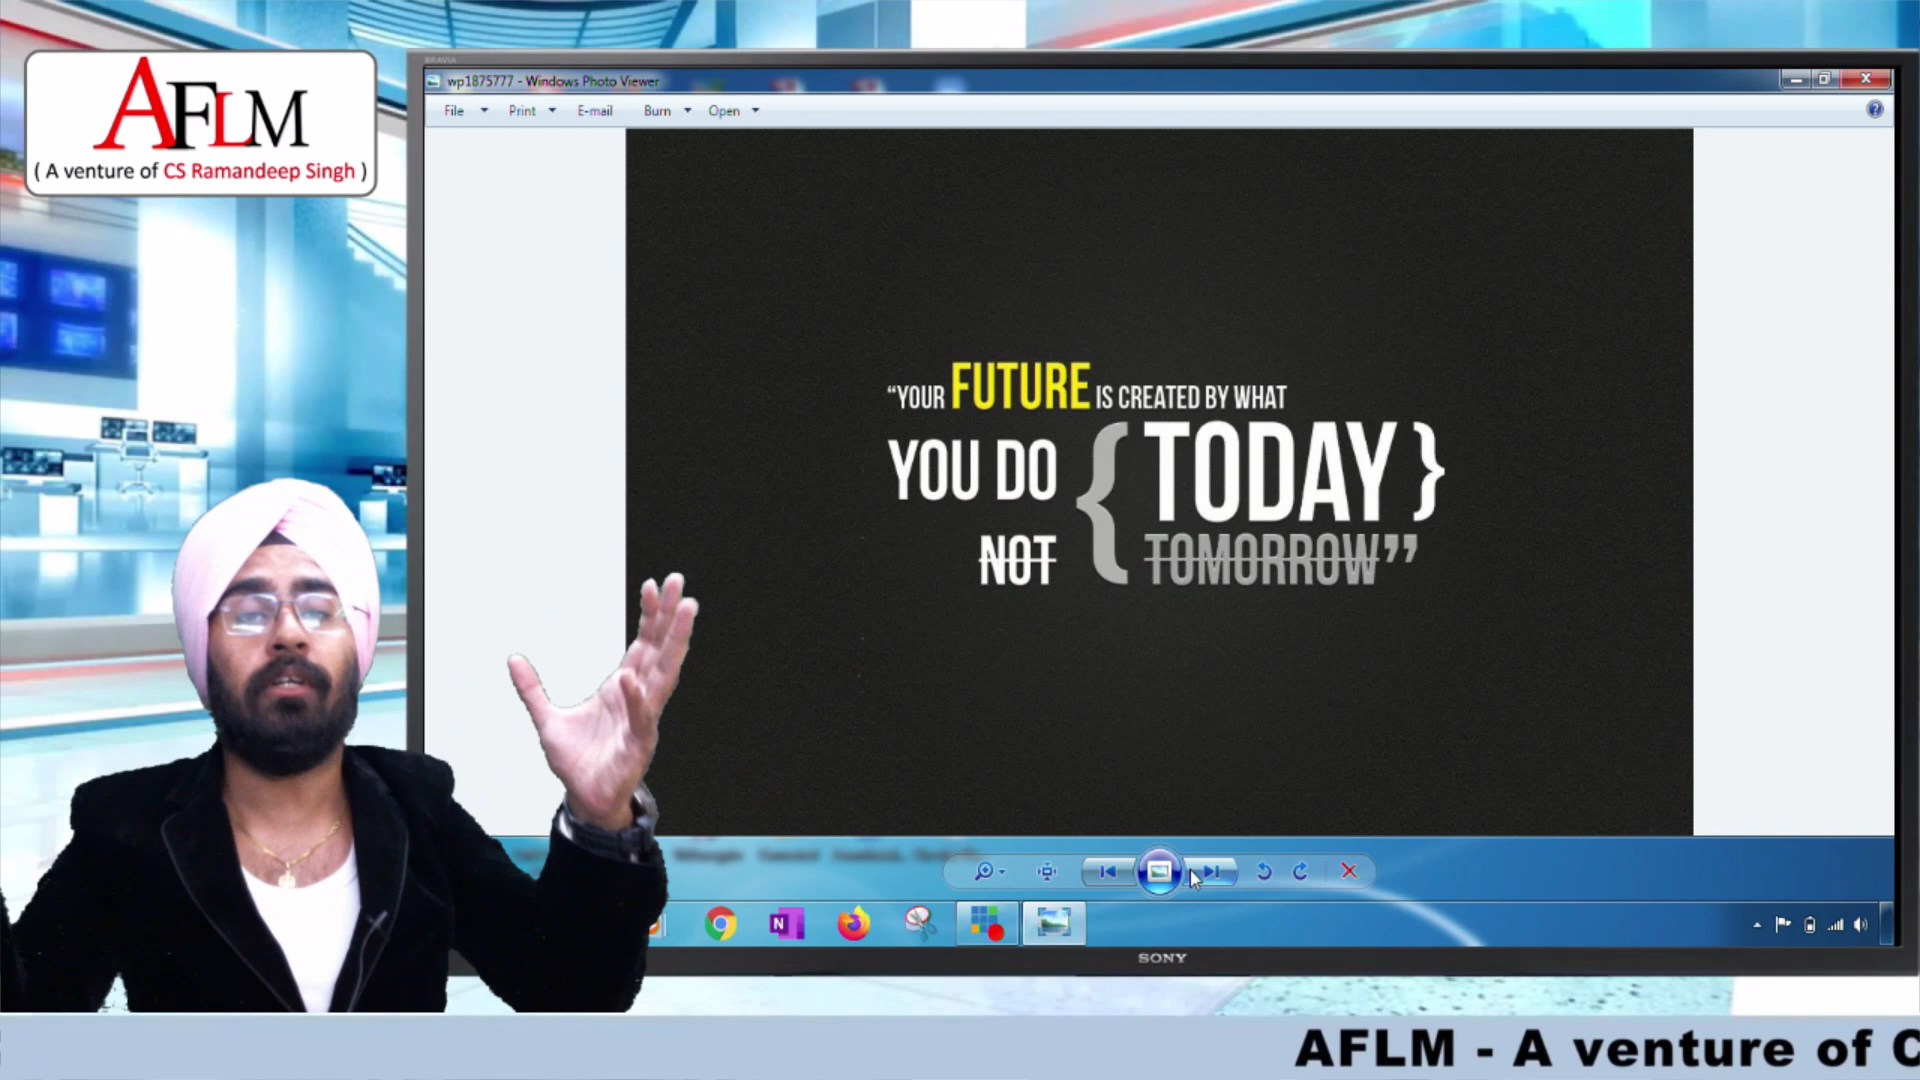 AFLM
( A venture of CS Ramandeep Singh )
BRAVIA
wp1875777 - Windows Photo Viewer
File Print E-mail Burn Open
“YOUR FUTURE IS CREATED BY WHAT
YOU DO { TODAY }
NOT TOMORROW”
SONY
AFLM - A venture of C